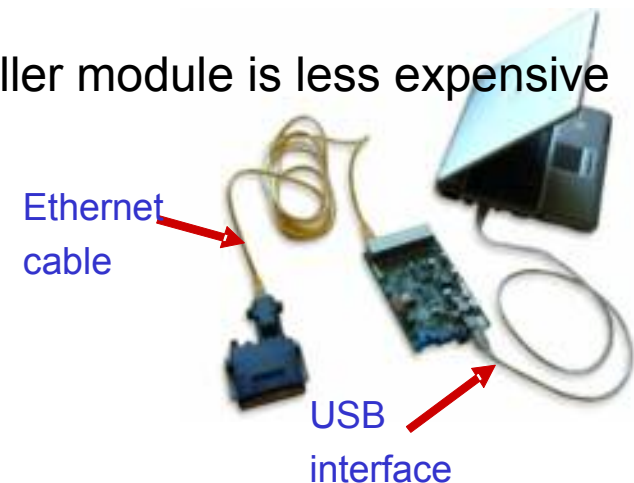 ller module is less expensive
Ethernet
cable
USB
interface